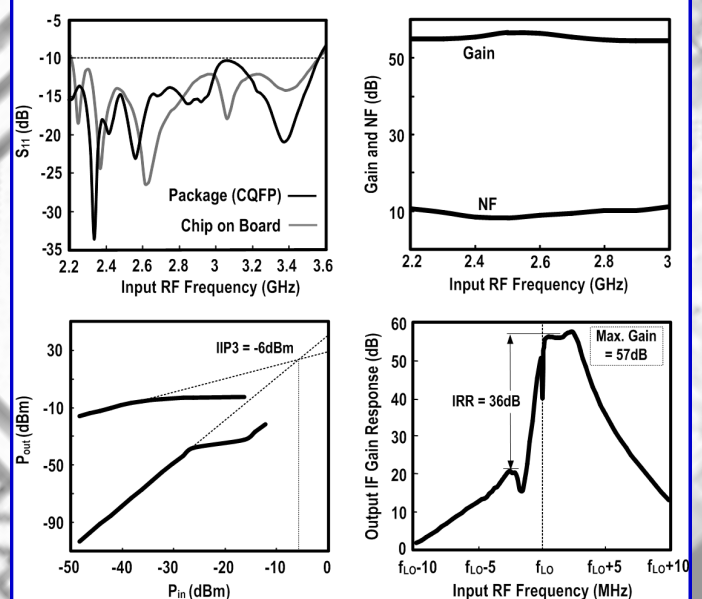 -5
-10
-15
-20
-25
-30
-35
S11 (dB)
Package (CQFP)
Chip on Board
2.2 2.4 2.6 2.8 3 3.2 3.4 3.6
Input RF Frequency (GHz)
50
30
10
Gain and NF (dB)
Gain
NF
2.2 2.4 2.6 2.8 3
Input RF Frequency (GHz)
30
-10
-50
-90
Pout (dBm)
IIP3 = -6dBm
-50 -40 -30 -20 -10 0
Pin (dBm)
60
50
40
30
20
10
0
Output IF Gain Response (dB)
Max. Gain
= 57dB
IRR = 36dB
fLO-10 fLO-5 fLO fLO+5 fLO+10
Input RF Frequency (MHz)